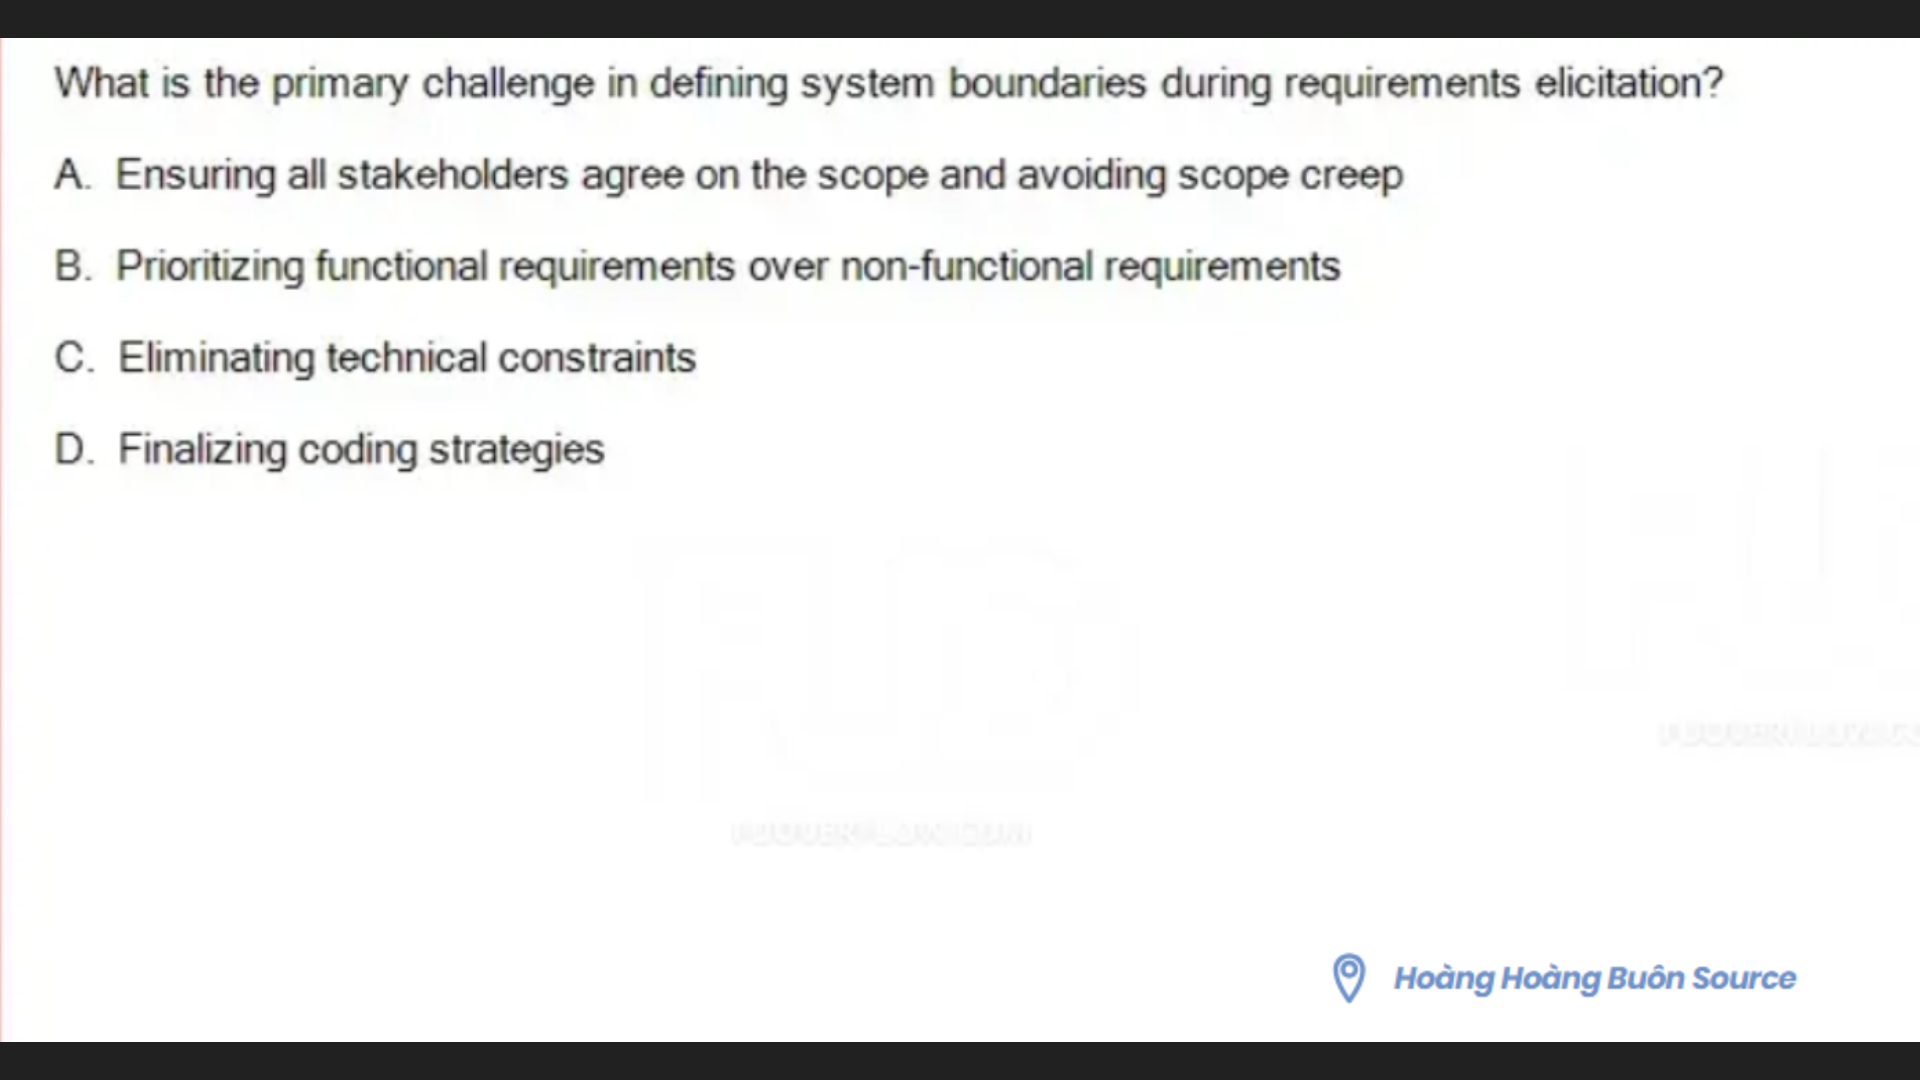 What is the primary challenge in defining system boundaries during requirements elicitation?
A. Ensuring all stakeholders agree on the scope and avoiding scope creep
B. Prioritizing functional requirements over non-functional requirements
C. Eliminating technical constraints
D. Finalizing coding strategies
Hoàng Hoàng Buôn Source